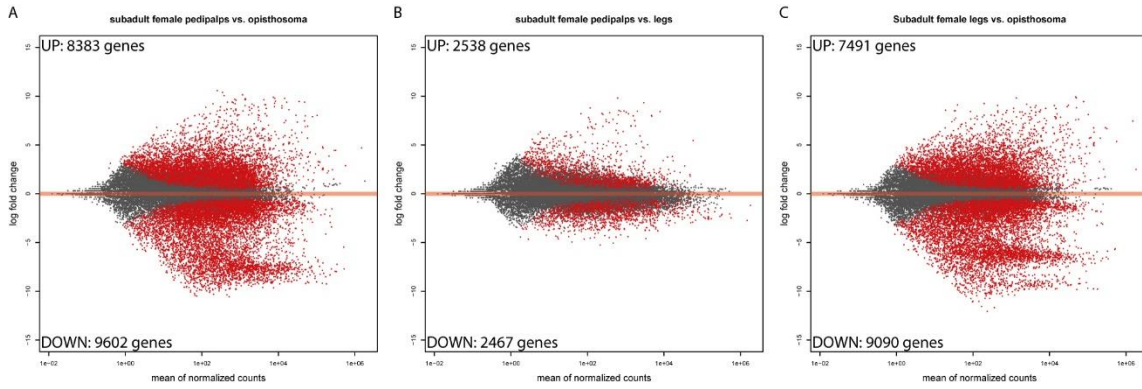 A
subadult female pedipalps vs. opisthosoma
UP: 8383 genes
15
10
5
0
-5
-10
-15
log fold change
DOWN: 9602 genes
1e-02
1e+00
1e+02
1e+04
1e+06
mean of normalized counts
B
subadult female pedipalps vs. legs
UP: 2538 genes
15
10
5
0
-5
-10
-15
log fold change
DOWN: 2467 genes
1e-02
1e+00
1e+02
1e+04
1e+06
mean of normalized counts
C
Subadult female legs vs. opisthosoma
UP: 7491 genes
15
10
5
0
-5
-10
-15
log fold change
DOWN: 9090 genes
1e-02
1e+00
1e+02
1e+04
1e+06
mean of normalized counts